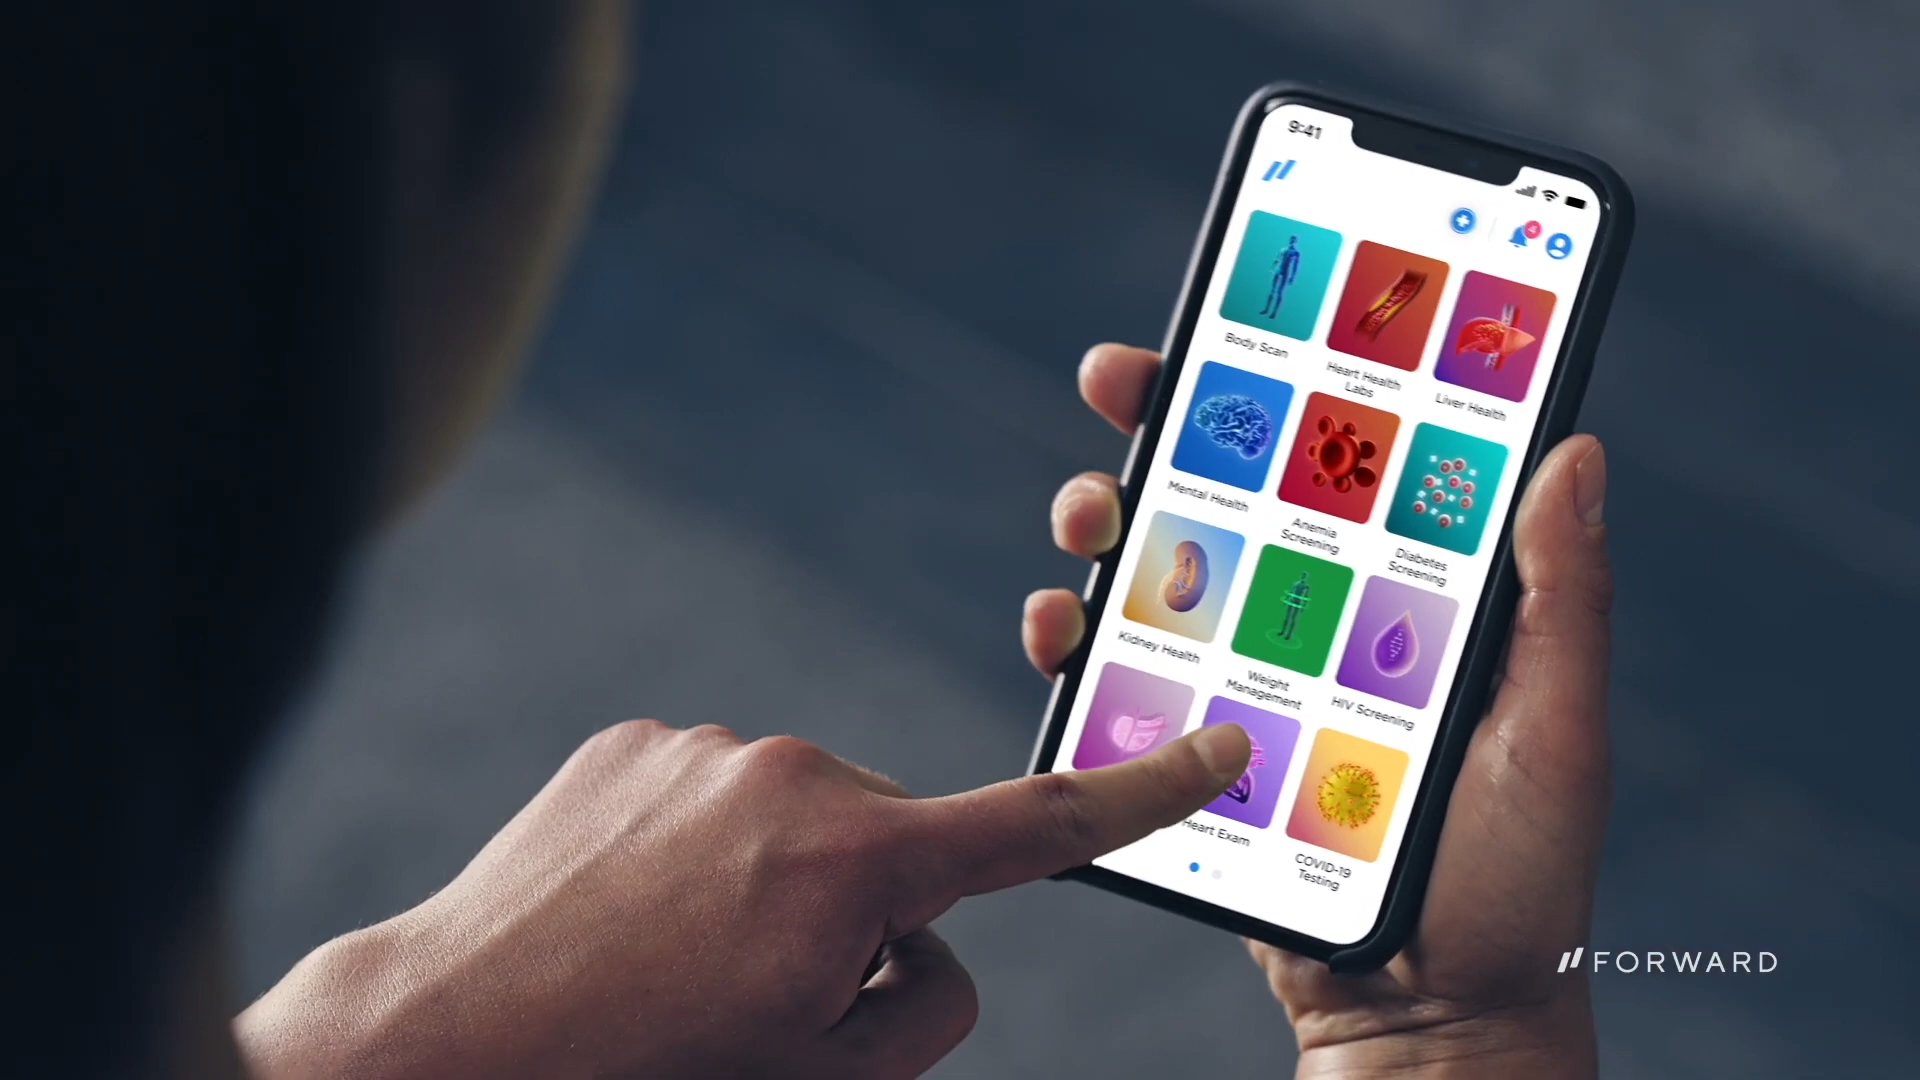 9:41
4
Body Scan
Heart Health
Labs
Liver Health
Mental Health
Anemia
Screening
Diabetes
Screening
Kidney Health
Weight
Management
HIV Screening
Heart Exam
COVID-19
Testing
FORWARD